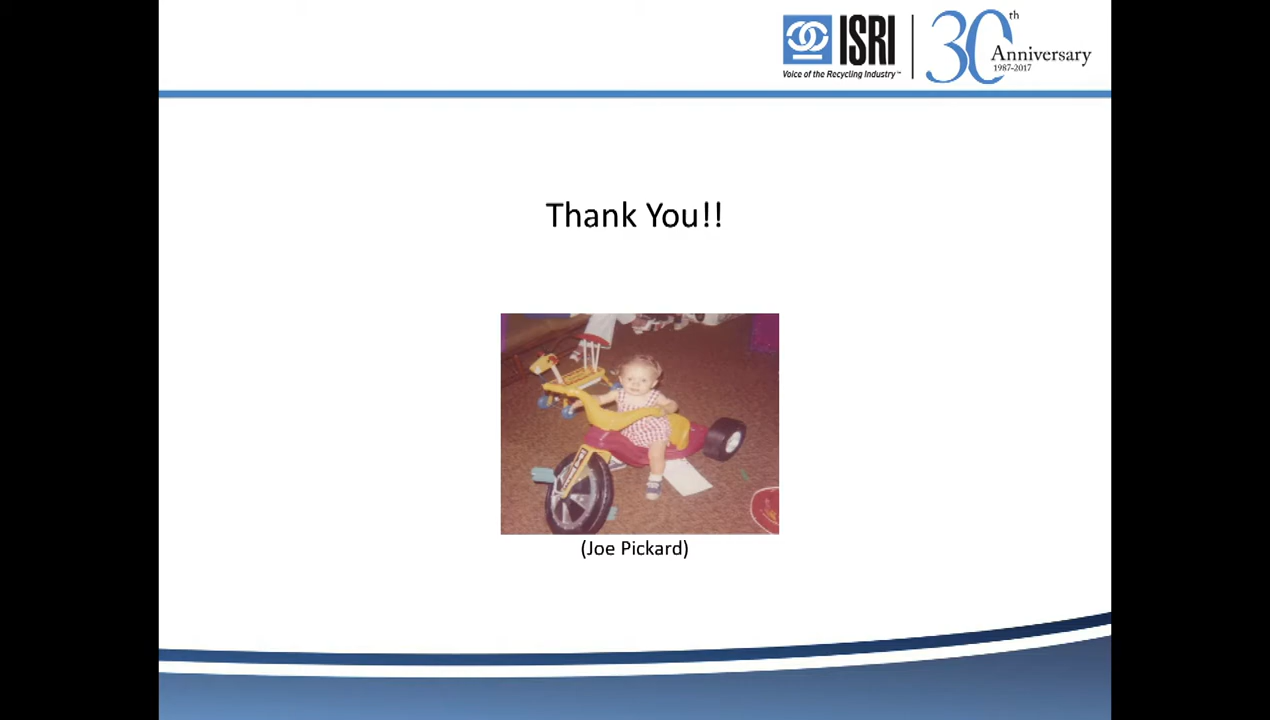 ISRI
Voice of the Recycling Industry™
30th
Anniversary
1987-2017
Thank You!!
(Joe Pickard)